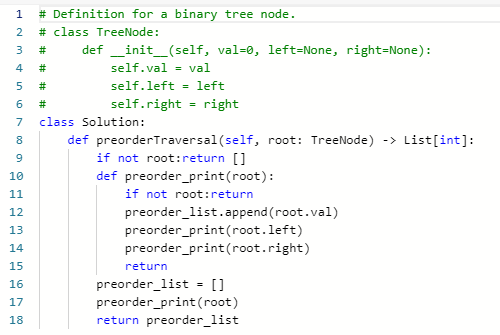 1 # Definition for a binary tree node.
2 # class TreeNode:
3 #     def __init__(self, val=0, left=None, right=None):
4 #         self.val = val
5 #         self.left = left
6 #         self.right = right
7 class Solution:
8     def preorderTraversal(self, root: TreeNode) -> List[int]:
9         if not root:return []
10         def preorder_print(root):
11             if not root:return
12             preorder_list.append(root.val)
13             preorder_print(root.left)
14             preorder_print(root.right)
15             return
16         preorder_list = []
17         preorder_print(root)
18         return preorder_list